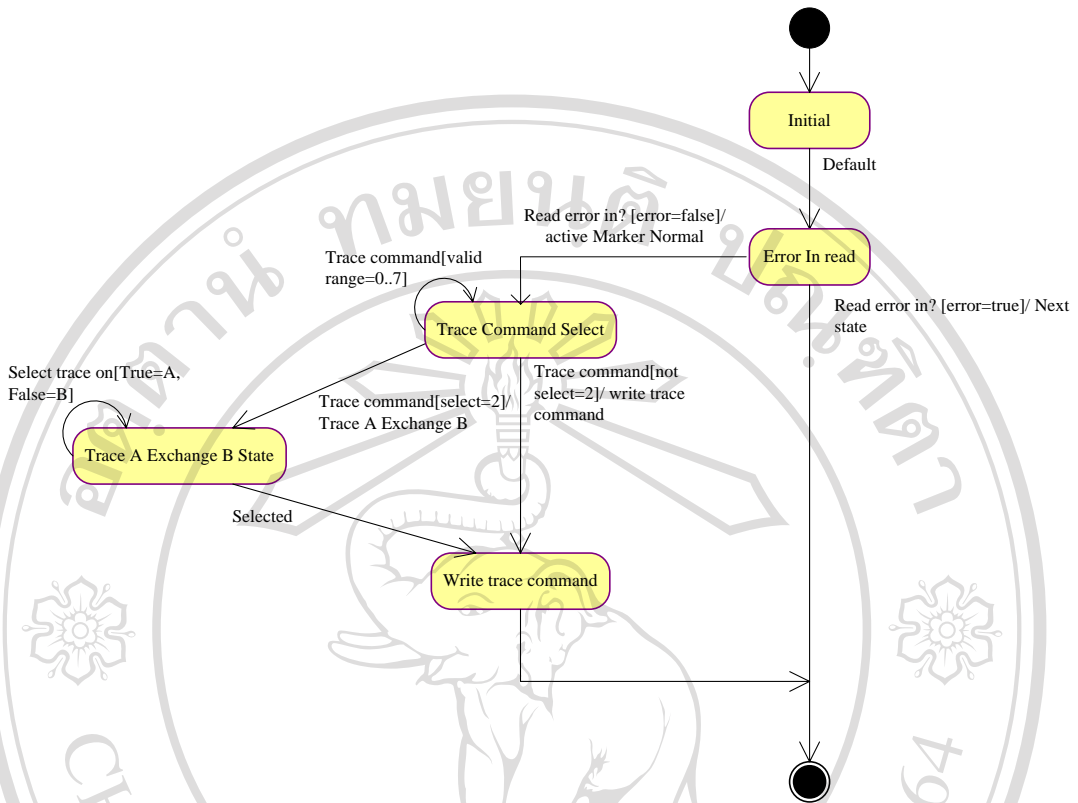 Initial
Default
Read error in? [error=false]/
active Marker Normal
Error In read
Trace command[valid
range=0..7]
Read error in? [error=true]/ Next
state
Trace Command Select
Select trace on[True=A,
False=B]
Trace command[select=2]/
Trace A Exchange B
Trace command[not
select=2]/ write trace
command
Trace A Exchange B State
Selected
Write trace command
64